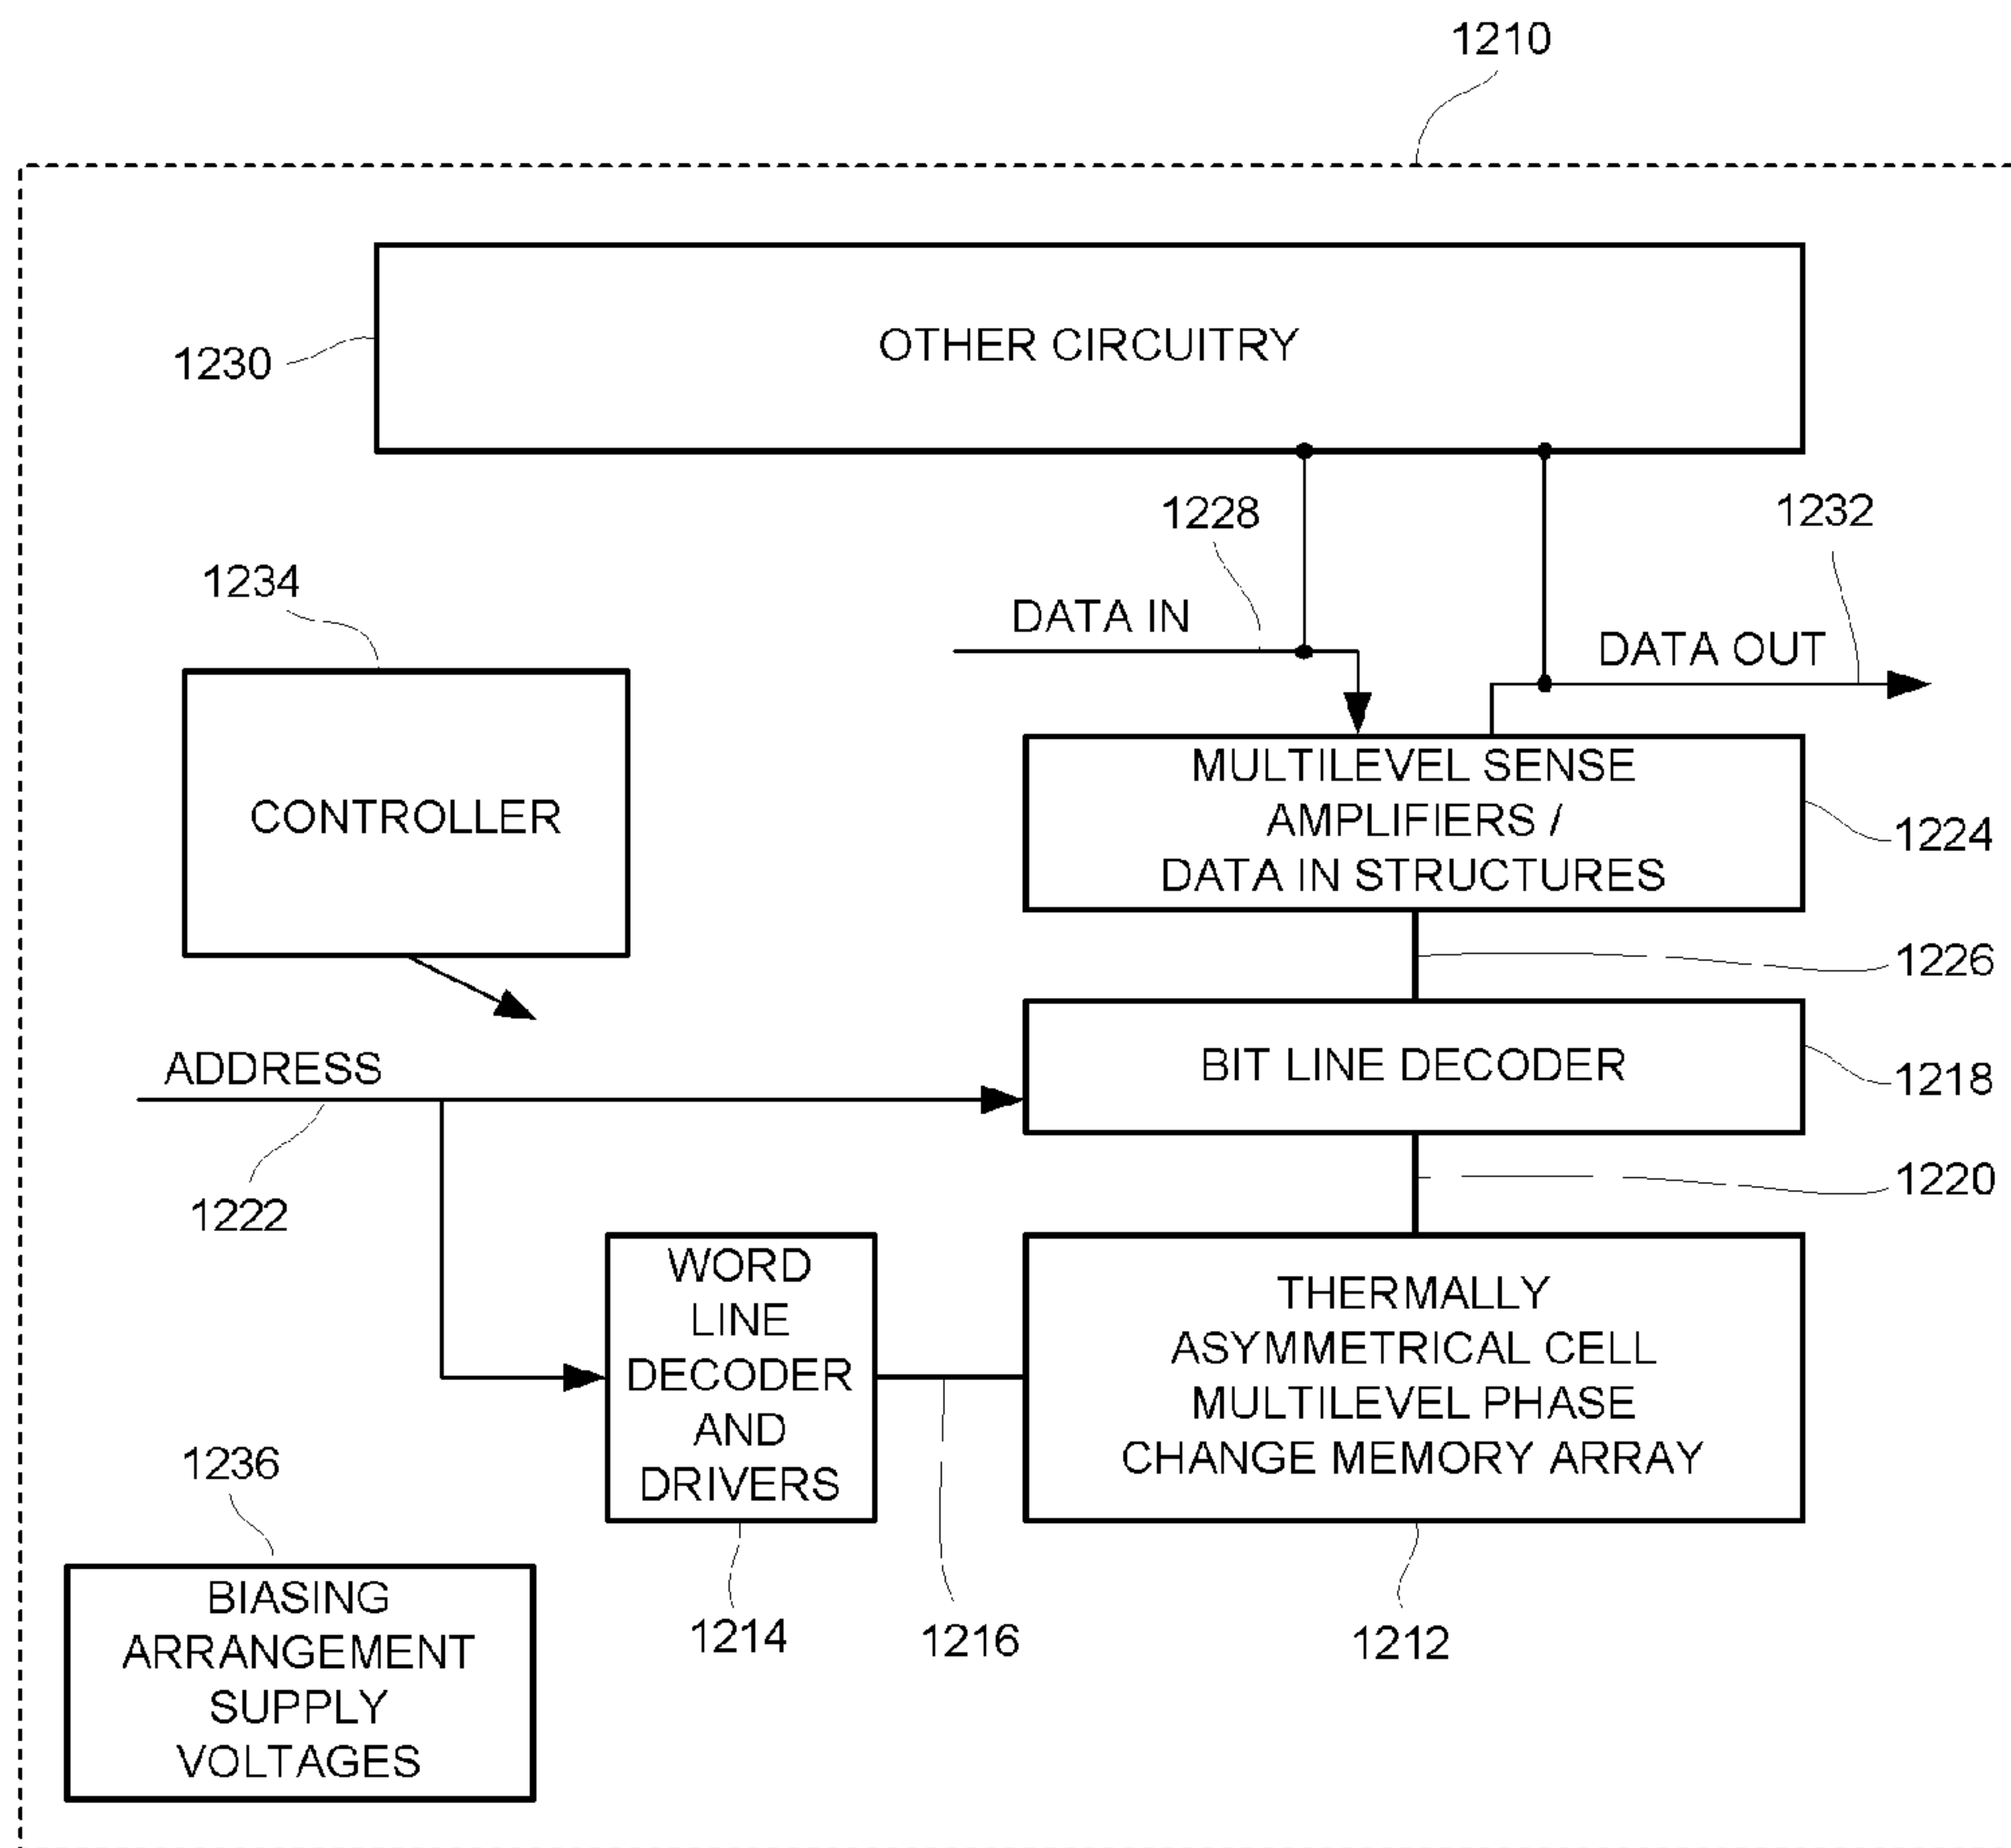 1210
OTHER CIRCUITRY
1230
1228
1232
1234
DATA IN
DATA OUT
CONTROLLER
MULTILEVEL SENSE
AMPLIFIERS /
DATA IN STRUCTURES
1224
1226
ADDRESS
BIT LINE DECODER
1218
1222
1220
WORD
LINE
DECODER
AND
DRIVERS
THERMALLY
ASYMMETRICAL CELL
MULTILEVEL PHASE
CHANGE MEMORY ARRAY
1236
1214
1216
1212
BIASING
ARRANGEMENT
SUPPLY
VOLTAGES